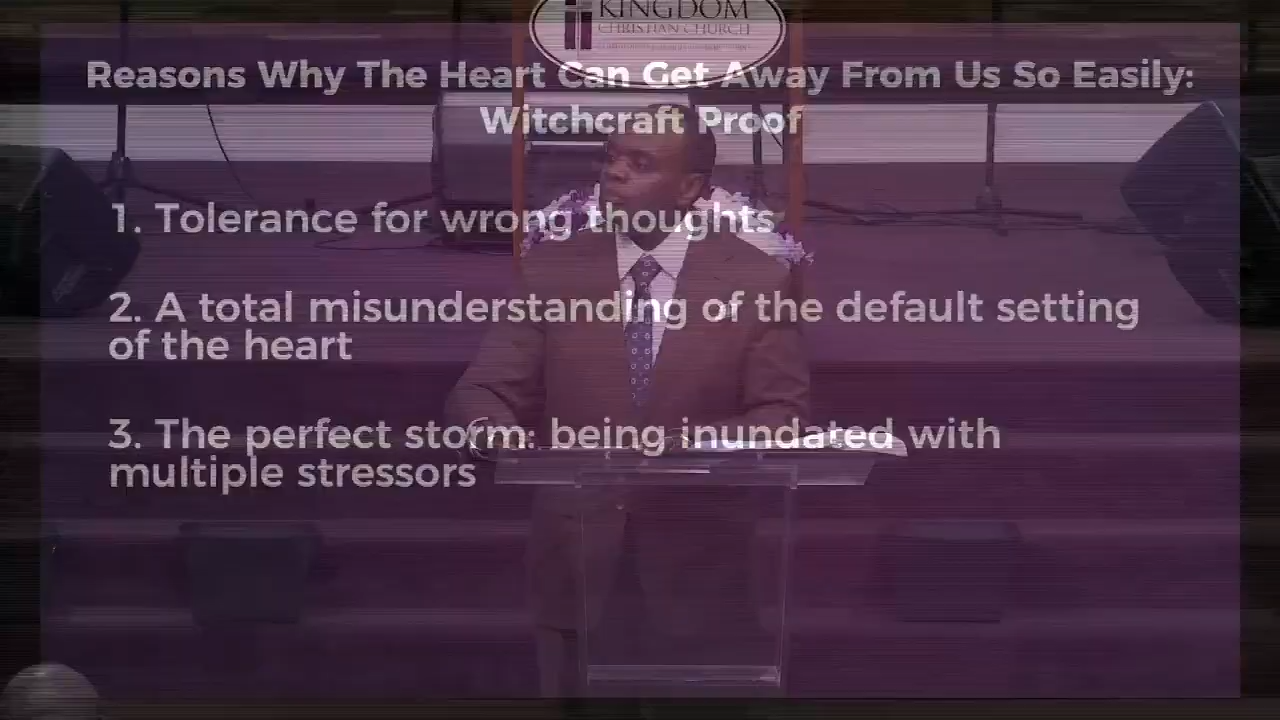 KINGDOM
CHRISTIAN CHURCH
Reasons Why The Heart Can Get Away From Us So Easily:
Witchcraft Proof
1. Tolerance for wrong thoughts
2. A total misunderstanding of the default setting
of the heart
3. The perfect storm: being inundated with
multiple stressors